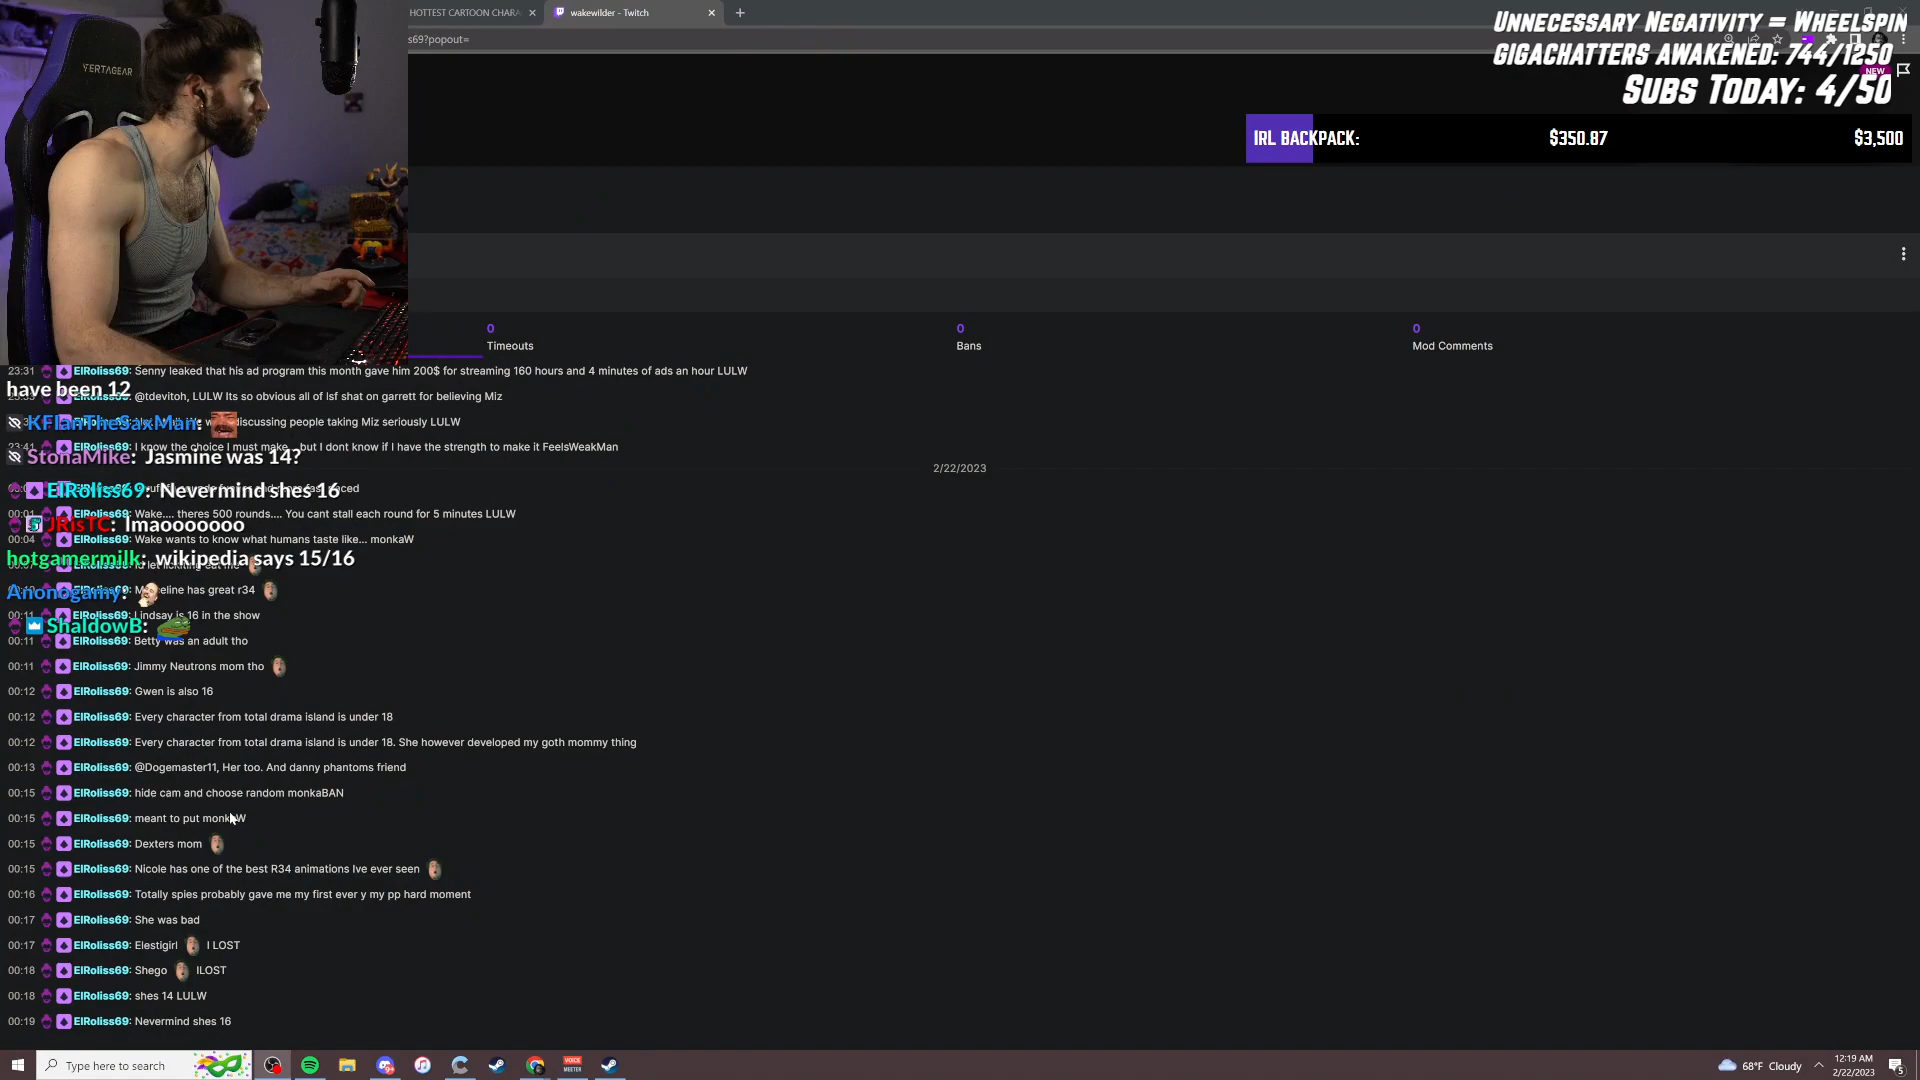 HOTTEST CARTOON CHARA
wakewilder - Twitch
s69?popout=
UNNECESSARY NEGATIVITY = WHEELSPIN
GIGACHATTERS AWAKENED: 744/1250
NEW
SUBS TODAY: 4/50
IRL BACKPACK: $350.87 $3,500
VERTAGEAR
0 Timeouts
0 Bans
0 Mod Comments
23:31 ElRoliss69: Senny leaked that his ad program this month gave him 200$ for streaming 160 hours and 4 minutes of ads an hour LULW
have been 12
@tdevitoh, LULW Its so obvious all of lsf shat on garrett for believing Miz
KFlanTheSaxMan:
discussing people taking Miz seriously LULW
23:41 ElRoliss69: I know the choice I must make... but I dont know if I have the strength to make it FeelsWeakMan
StonaMike: Jasmine was 14?
2/22/2023
ElRoliss69: Nevermind shes 16
00:01 ElRoliss69: Wake.... theres 500 rounds.... You cant stall each round for 5 minutes LULW
JRisTC: lmaooooooo
00:04 ElRoliss69: Wake wants to know what humans taste like... monkaW
hotgamermilk: wikipedia says 15/16
has great r34
Anonogamy:
00:11 ElRoliss69: Lindsay is 16 in the show
ShaldowB:
00:11 ElRoliss69: Betty was an adult tho
00:11 ElRoliss69: Jimmy Neutrons mom tho
00:12 ElRoliss69: Gwen is also 16
00:12 ElRoliss69: Every character from total drama island is under 18
00:12 ElRoliss69: Every character from total drama island is under 18. She however developed my goth mommy thing
00:13 ElRoliss69: @Dogemaster11, Her too. And danny phantoms friend
00:15 ElRoliss69: hide cam and choose random monkaBAN
00:15 ElRoliss69: meant to put monkaW
00:15 ElRoliss69: Dexters mom
00:15 ElRoliss69: Nicole has one of the best R34 animations Ive ever seen
00:16 ElRoliss69: Totally spies probably gave me my first ever y my pp hard moment
00:17 ElRoliss69: She was bad
00:17 ElRoliss69: Elestigirl I LOST
00:18 ElRoliss69: Shego ILOST
00:18 ElRoliss69: shes 14 LULW
00:19 ElRoliss69: Nevermind shes 16
Type here to search
VOICE MEETER
68°F Cloudy
12:19 AM
2/22/2023
5